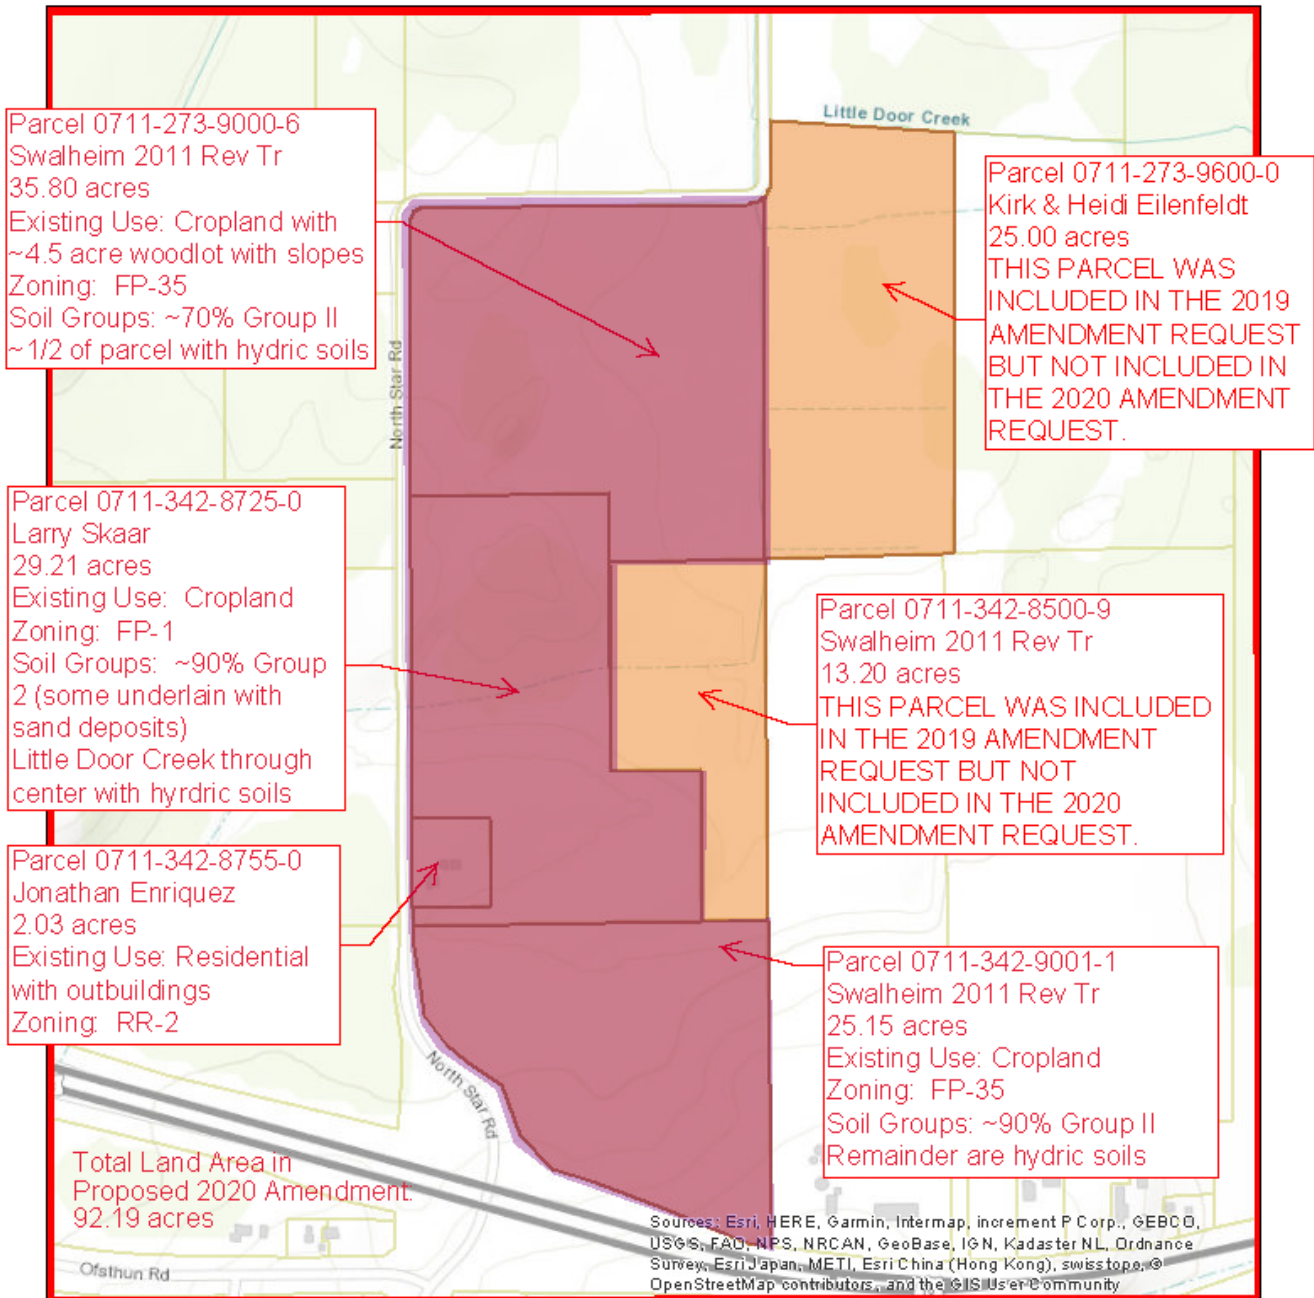 Little Door Creek
Parcel 0711-273-9000-6
Swalheim 2011 Rev Tr
35.80 acres
Existing Use: Cropland with
~4.5 acre woodlot with slopes
Zoning: FP-35
Soil Groups: ~70% Group II
~1/2 of parcel with hydric soils
Parcel 0711-273-9600-0
Kirk & Heidi Eilenfeldt
25.00 acres
THIS PARCEL WAS
INCLUDED IN THE 2019
AMENDMENT REQUEST
BUT NOT INCLUDED IN
THE 2020 AMENDMENT
REQUEST.
North Star Rd
Parcel 0711-342-8725-0
Larry Skaar
29.21 acres
Existing Use: Cropland
Zoning: FP-1
Soil Groups: ~90% Group
2 (some underlain with
sand deposits)
Little Door Creek through
center with hyrdric soils
Parcel 0711-342-8500-9
Swalheim 2011 Rev Tr
13.20 acres
THIS PARCEL WAS INCLUDED
IN THE 2019 AMENDMENT
REQUEST BUT NOT
INCLUDED IN THE 2020
AMENDMENT REQUEST.
Parcel 0711-342-8755-0
Jonathan Enriquez
2.03 acres
Existing Use: Residential
with outbuildings
Zoning: RR-2
Parcel 0711-342-9001-1
Swalheim 2011 Rev Tr
25.15 acres
Existing Use: Cropland
Zoning: FP-35
Soil Groups: ~90% Group II
Remainder are hydric soils
North Star Rd
Total Land Area in
Proposed 2020 Amendment:
92.19 acres
Ofsthun Rd
Sources: Esri, HERE, Garmin, Intermap, increment P Corp., GEBCO,
USGS, FAO, NPS, NRCAN, GeoBase, IGN, Kadaster NL, Ordnance
Survey, Esri Japan, METI, Esri China (Hong Kong), swisstopo, ©
OpenStreetMap contributors, and the GIS User Community